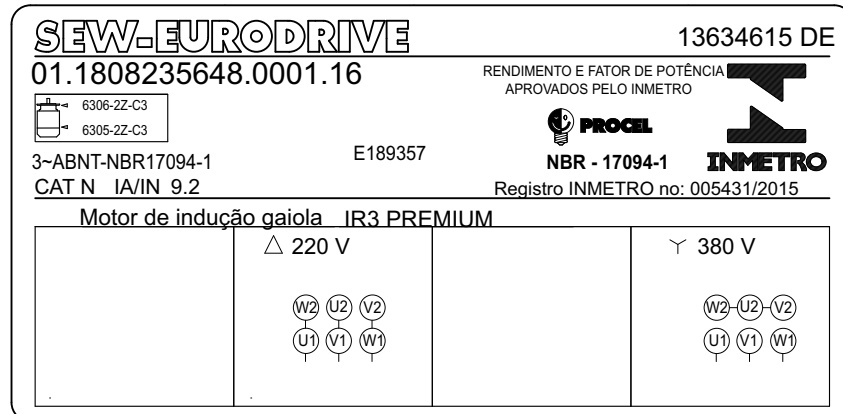 SEW-EURODRIVE
13634615 DE
01.1808235648.0001.16
RENDIMENTO E FATOR DE POTÊNCIA
APROVADOS PELO INMETRO
6306-2Z-C3
6305-2Z-C3
PROCEL
3~ABNT-NBR17094-1
E189357
NBR - 17094-1
INMETRO
CAT N IA/IN 9.2
Registro INMETRO no: 005431/2015
Motor de indução gaiola IR3 PREMIUM
△ 220 V
Y 380 V
W2 U2 V2
U1 V1 W1
W2 U2 V2
U1 V1 W1